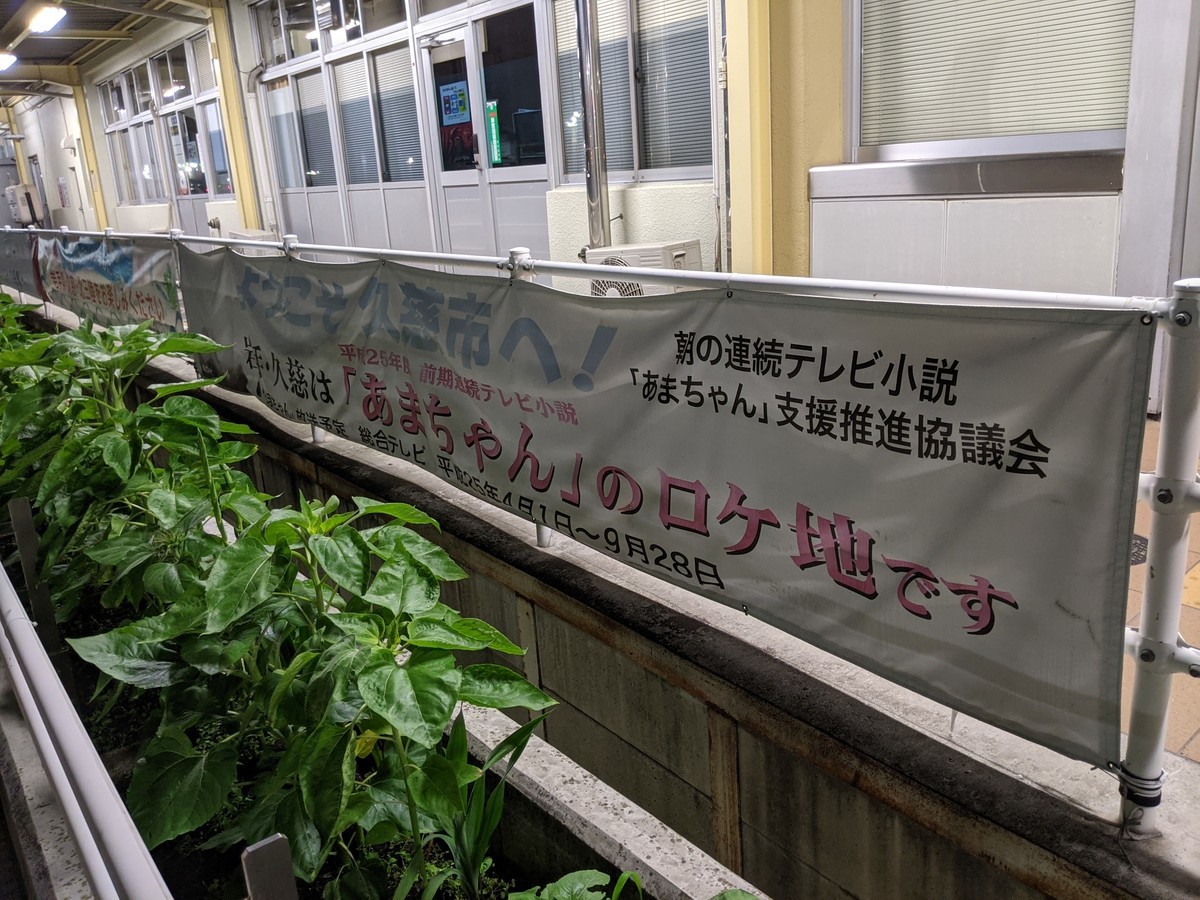 ようこそ久慈市へ!
平成25年度 前期連続テレビ小説
久慈は「あまちゃん」のロケ地です
放送予定 総合テレビ 平成25年4月1日～9月28日
朝の連続テレビ小説
「あまちゃん」支援推進協議会